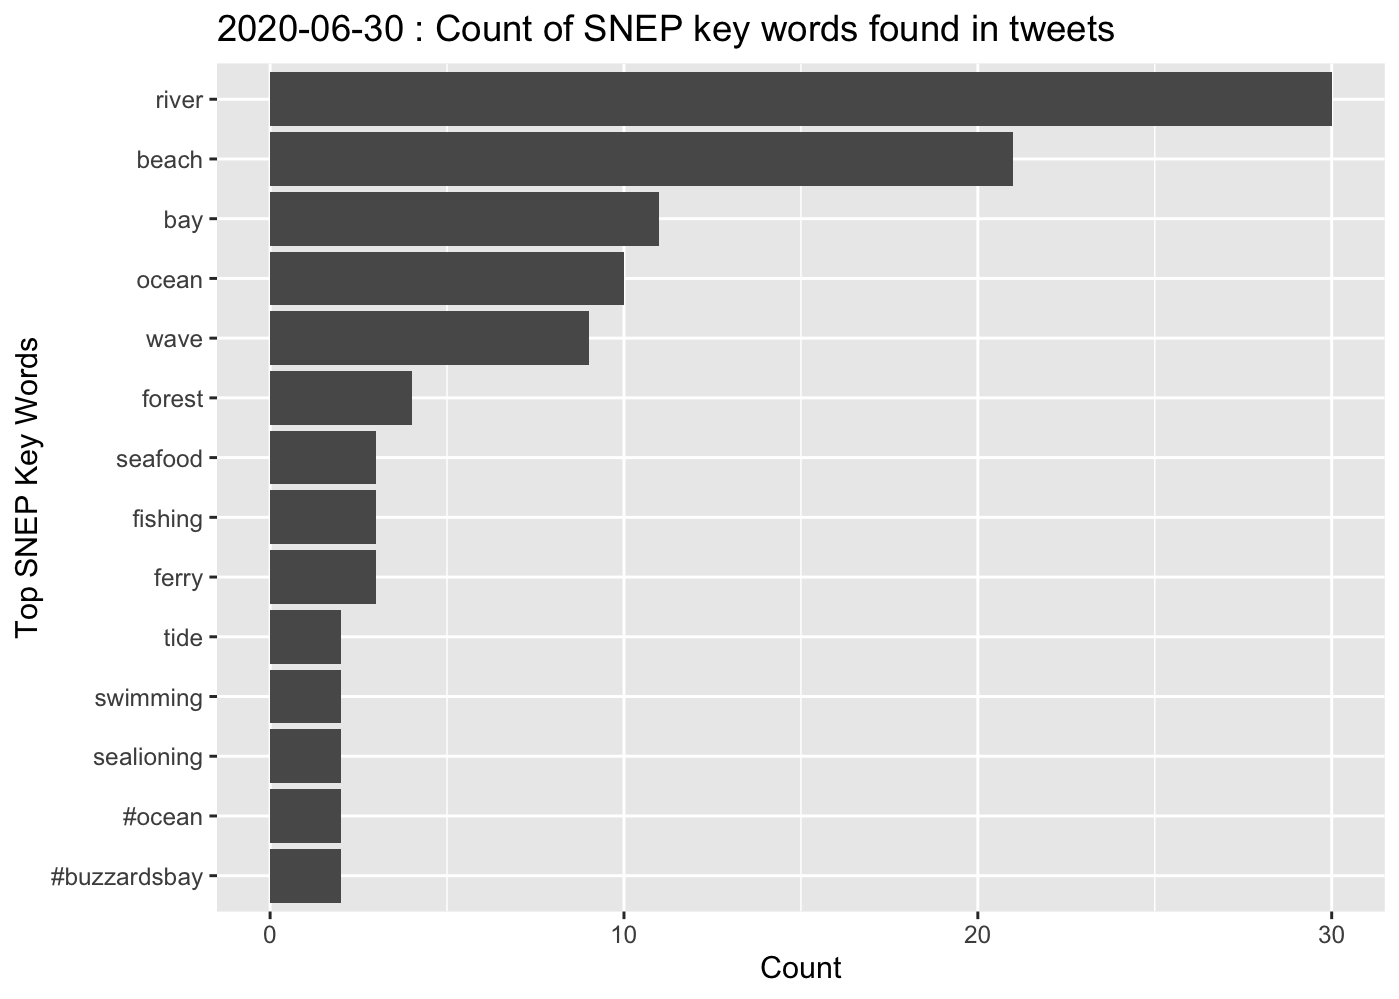 2020-06-30 : Count of SNEP key words found in tweets
Top SNEP Key Words
river
beach
bay
ocean
wave
forest
seafood
fishing
ferry
tide
swimming
sealioning
#ocean
#buzzardsbay
0 10 20 30
Count